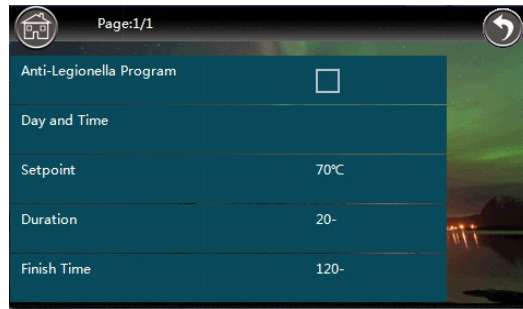 Page:1/1
Anti-Legionella Program
Day and Time
Setpoint 70℃
Duration 20-
Finish Time 120-